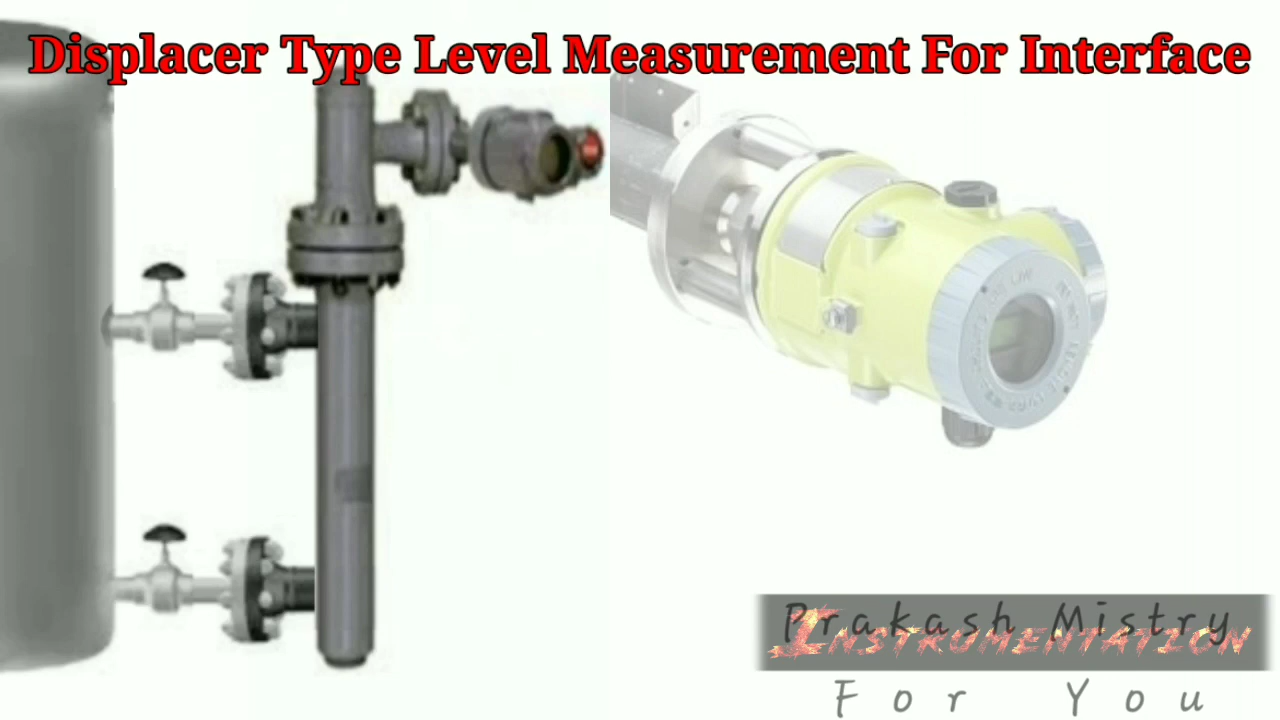 Displacer Type Level Measurement For Interface
Prakash Mistry
INSTRUMENTATION
For You